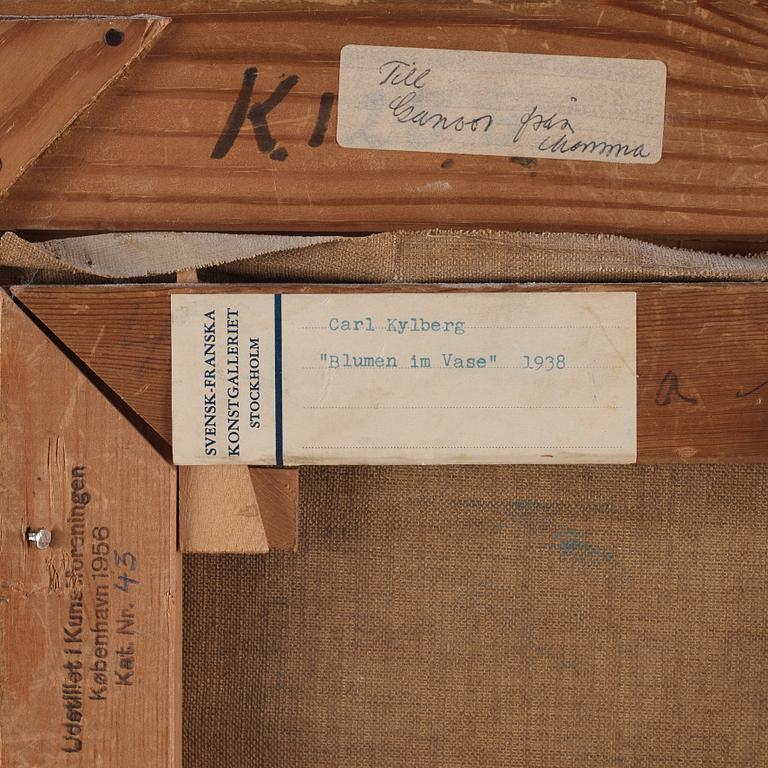 K.
Till
från
Mamma
SVENSK-FRANSKA
KONSTGALLERIET
STOCKHOLM
Carl Kylberg
"Blumen im Vase" 1938
a
Udstillet i Kunstforeningen
København 1956
Kat. Nr. 43